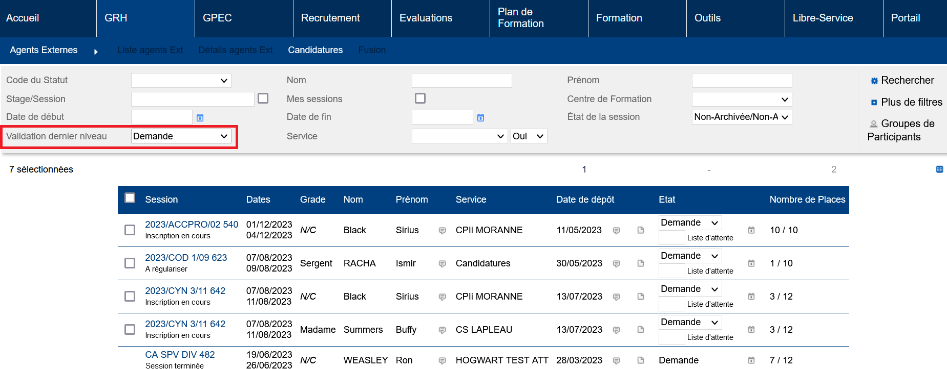 Accueil GRH GPEC Recrutement Evaluations Plan de Formation Formation Outils Libre-Service Portail
Agents Externes Liste agents Ext Détails agents Ext Candidatures Fusion
Code du Statut Nom Prénom Rechercher
Stage/Session Mes sessions Centre de Formation Plus de filtres
Date de début Date de fin État de la session Non-Archivée/Non-A Groupes de Participants
Validation dernier niveau Demande Service Oui
7 sélectionnées 1 - 2
Session Dates Grade Nom Prénom Service Date de dépôt Etat Nombre de Places
2023/ACCPRO/02 540 01/12/2023 N/C Black Sirius CPIi MORANNE 11/05/2023 Demande 10 / 10
Inscription en cours 04/12/2023 Liste d'attente
2023/COD 1/09 623 07/08/2023 Sergent RACHA Ismir Candidatures 30/05/2023 Demande 1 / 10
A régulariser 09/08/2023 Liste d'attente
2023/CYN 3/11 642 07/08/2023 N/C Black Sirius CPIi MORANNE 13/07/2023 Demande 3 / 12
Inscription en cours 11/08/2023 Liste d'attente
2023/CYN 3/11 642 07/08/2023 Madame Summers Buffy CS LAPLEAU 13/07/2023 Demande 3 / 12
Inscription en cours 11/08/2023 Liste d'attente
CA SPV DIV 482 19/06/2023 N/C WEASLEY Ron HOGWART TEST ATT 28/03/2023 Demande 7 / 12
Session terminée 26/06/2023